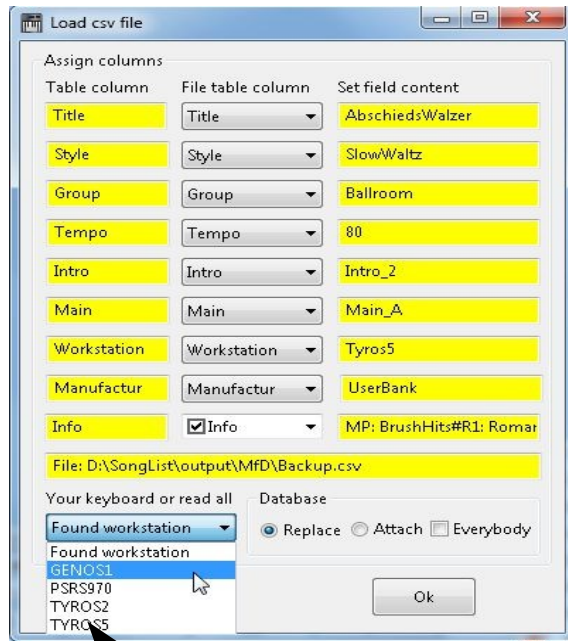 Load csv file
Assign columns
Table column File table column Set field content
Title Title AbschiedsWalzer
Style Style SlowWaltz
Group Group Ballroom
Tempo Tempo 80
Intro Intro Intro_2
Main Main Main_A
Workstation Workstation Tyros5
Manufactur Manufactur UserBank
Info Info MP: BrushHits#R1: Romar
File: D:\SongList\output\MfD\Backup.csv
Your keyboard or read all Database
Found workstation Replace Attach Everybody
Found workstation
GENOS1
PSRS970
TYROS2
TYROS5
Ok